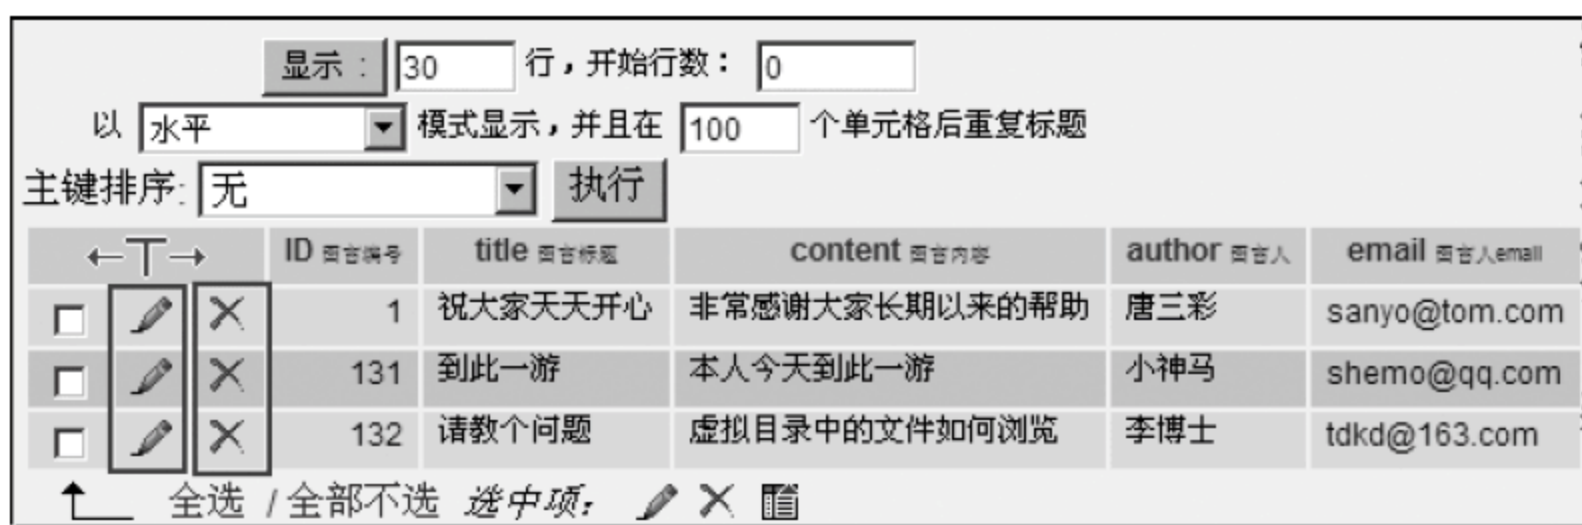 显示 : 30 行，开始行数： 0
以 水平 模式显示，并且在 100 个单元格后重复标题
主键排序: 无 执行
←T→ ID 留言编号 title 留言标题 content 留言内容 author 留言人 email 留言人email
1 祝大家天天开心 非常感谢大家长期以来的帮助 唐三彩 sanyo@tom.com
131 到此一游 本人今天到此一游 小神马 shemo@qq.com
132 请教个问题 虚拟目录中的文件如何浏览 李博士 tdkd@163.com
全选 / 全部不选 选中项：